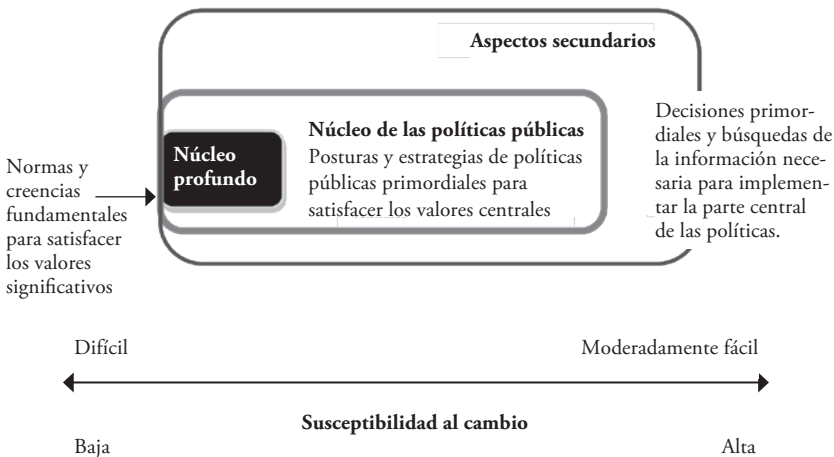 Aspectos secundarios
Núcleo
profundo
Núcleo de las políticas públicas
Posturas y estrategias de políticas
públicas primordiales para
satisfacer los valores centrales
Decisiones primor-
diales y búsquedas de
la información nece-
saria para implemen-
tar la parte central
de las políticas.
Normas y
creencias
fundamentales
para satisfacer
los valores
significativos
Difícil
Moderadamente fácil
Susceptibilidad al cambio
Baja
Alta